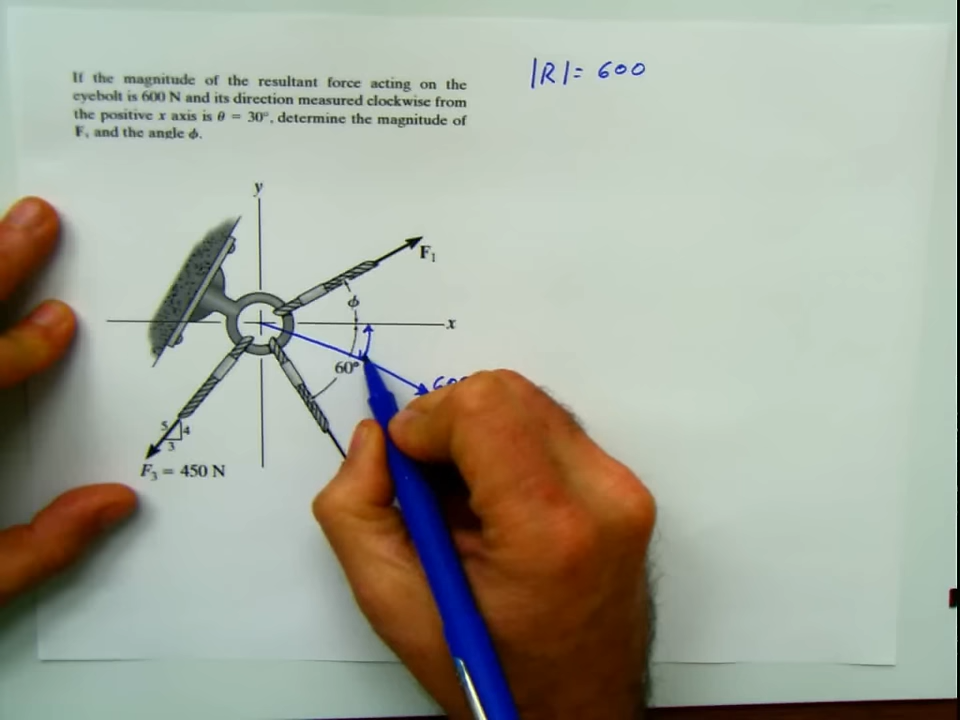 If the magnitude of the resultant force acting on the
eyebolt is 600 N and its direction measured clockwise from
the positive x axis is θ = 30°, determine the magnitude of
F₁ and the angle ϕ.
|R| = 600
y
F₁
ϕ
x
60°
5
4
3
F₃ = 450 N